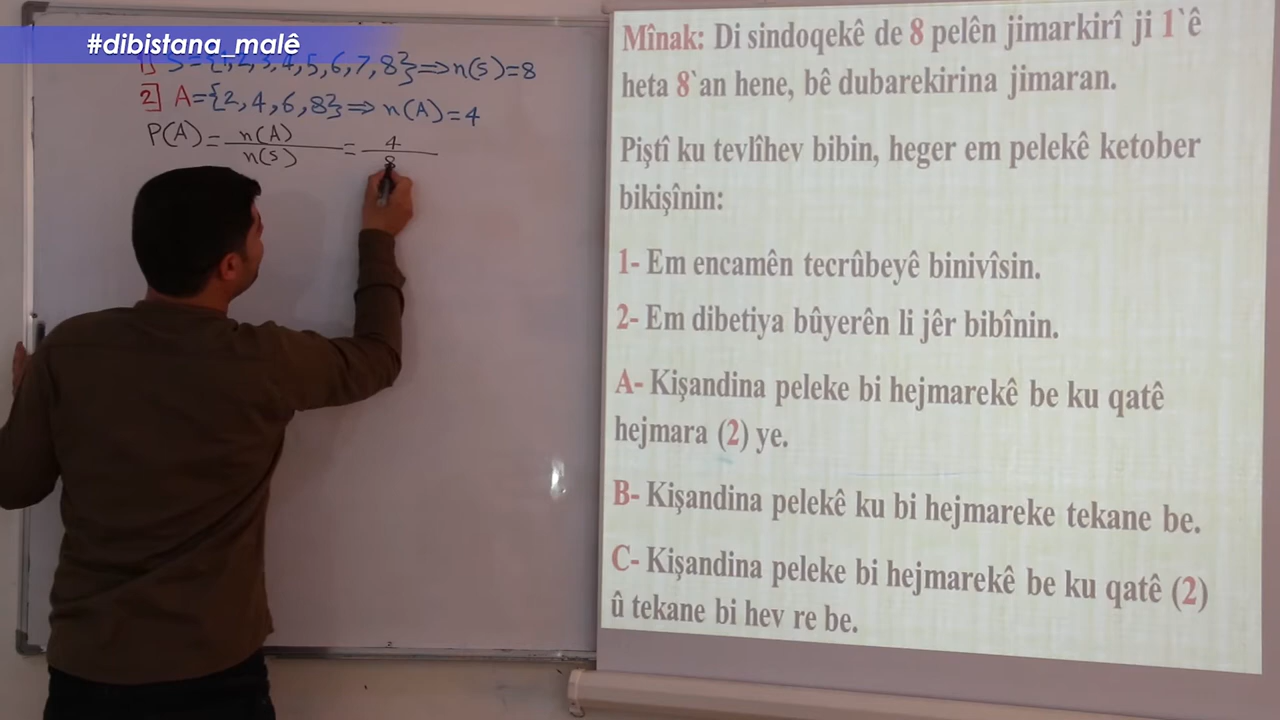 #dibistana_malê
1] S={1,2,3,4,5,6,7,8}⇒n(s)=8
2] A={2,4,6,8}⇒n(A)=4
P(A)=n(A)/n(s)=4/8
Mînak: Di sindoqekê de 8 pelên jimarkirî ji 1`ê
heta 8`an hene, bê dubarekirina jimaran.
Piştî ku tevlîhev bibin, heger em pelekê ketober
bikişînin:
1- Em encamên tecrûbeyê binivîsin.
2- Em dibetiya bûyerên li jêr bibînin.
A- Kişandina peleke bi hejmarekê be ku qatê
hejmara (2) ye.
B- Kişandina pelekê ku bi hejmareke tekane be.
C- Kişandina peleke bi hejmarekê be ku qatê (2)
û tekane bi hev re be.